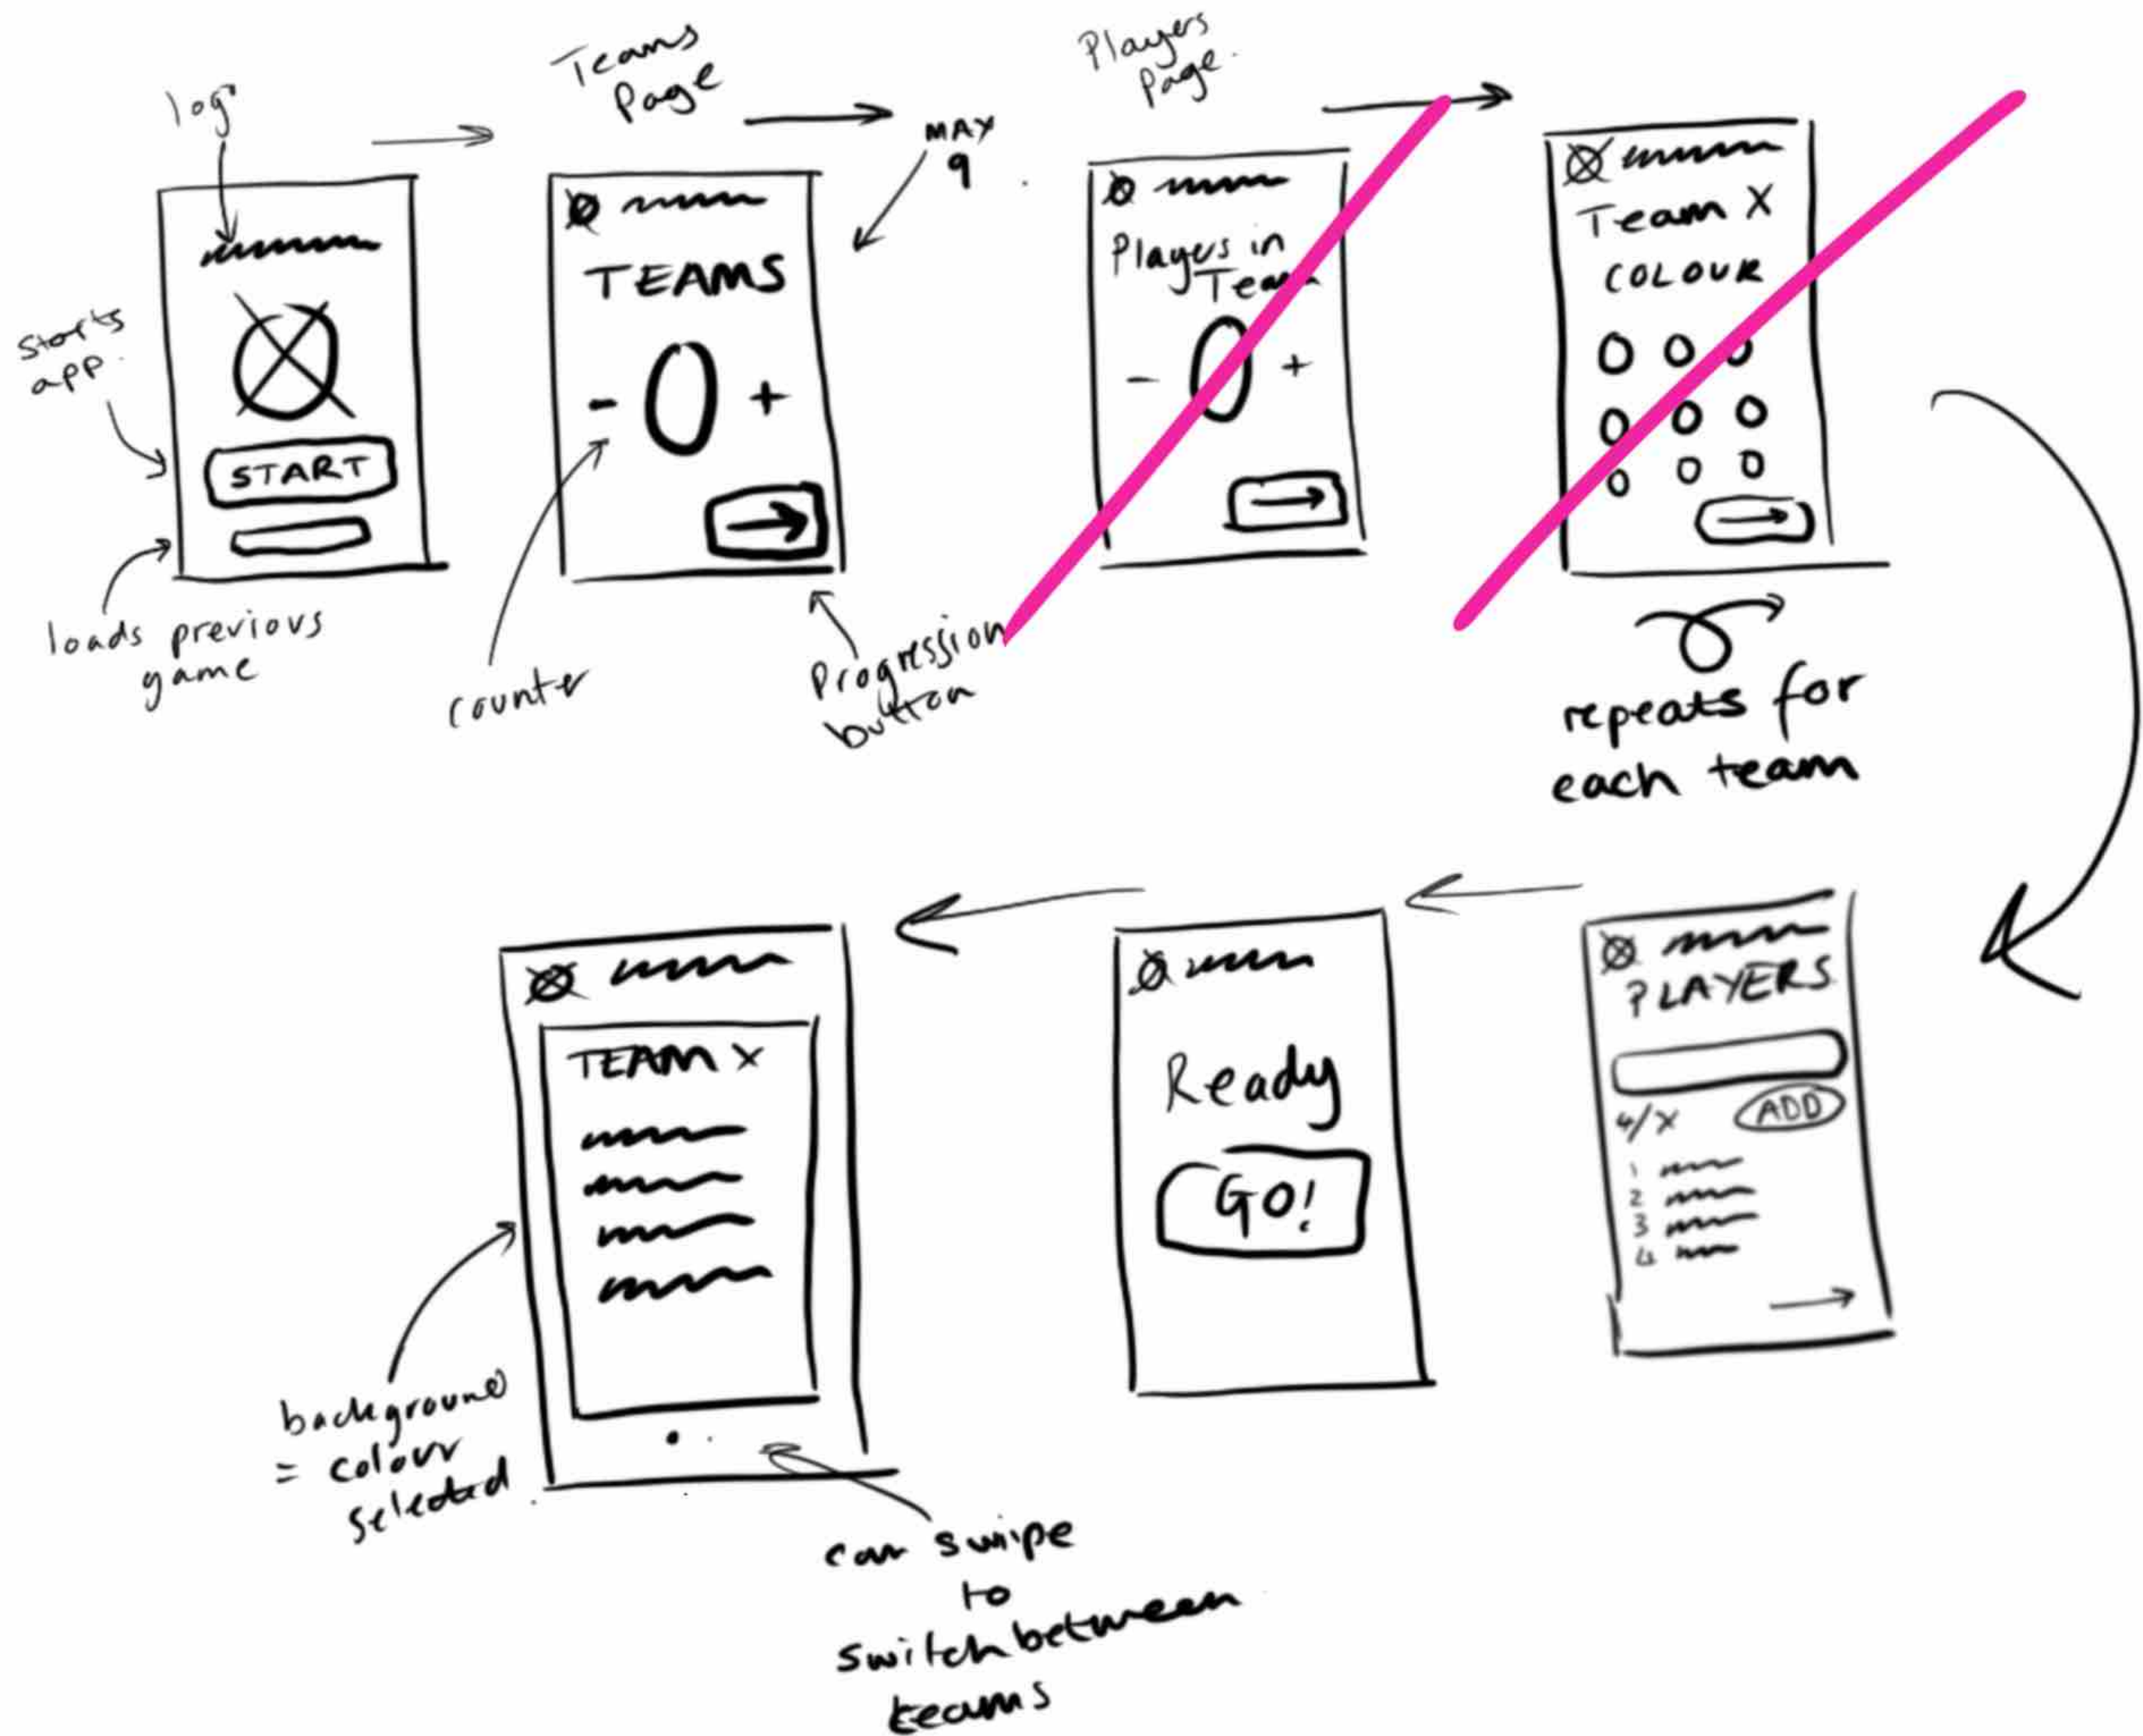 logo
Teams
Page
MAX
9
Players
Page.
starts
app.
START
loads previous
game
TEAMS
- 0 +
counter
Progression
button
Players in
Team
- 0 +
Team X
COLOUR
repeats for
each team
TEAM X
background
= colour
selected
can swipe
to
switch between
teams
Ready
GO!
PLAYERS
4/X
ADD
1
2
3
4